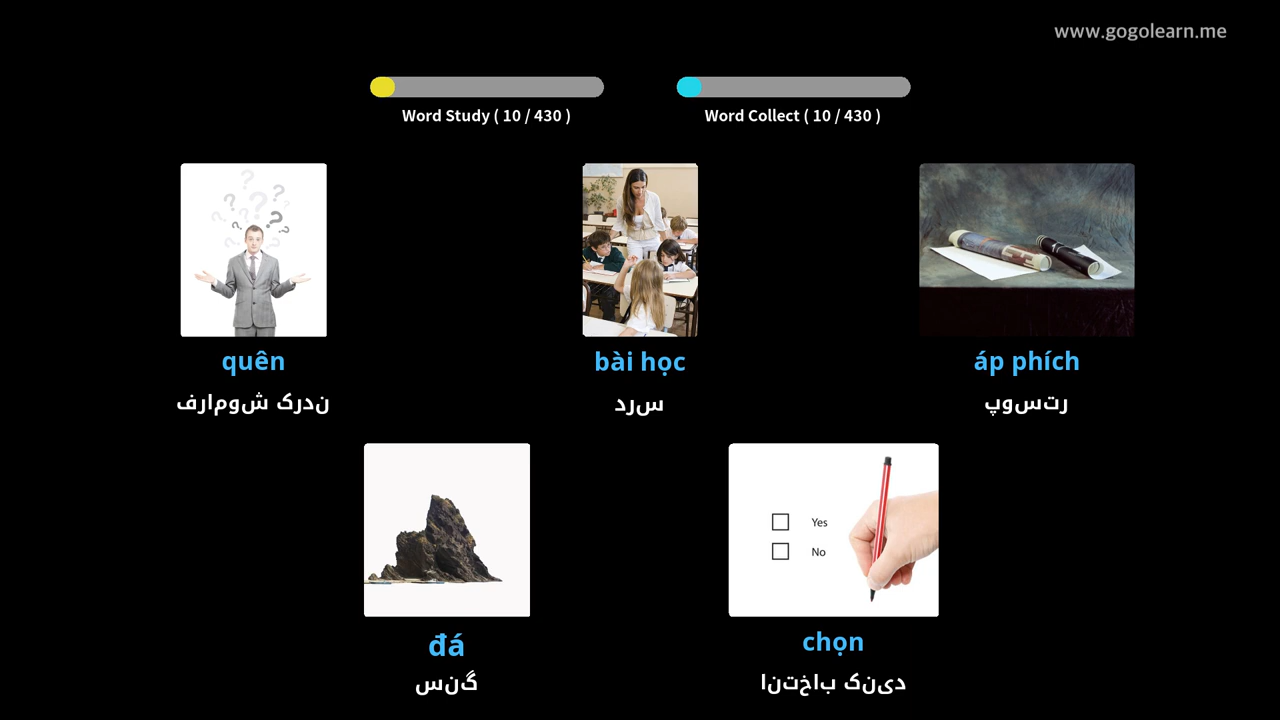 www.gogolearn.me
Word Study ( 10 / 430 )
Word Collect ( 10 / 430 )
quên
bài học
áp phích
فراموش کردن
درس
پوستر
Yes
No
đá
chọn
سنگ
انتخاب کنید